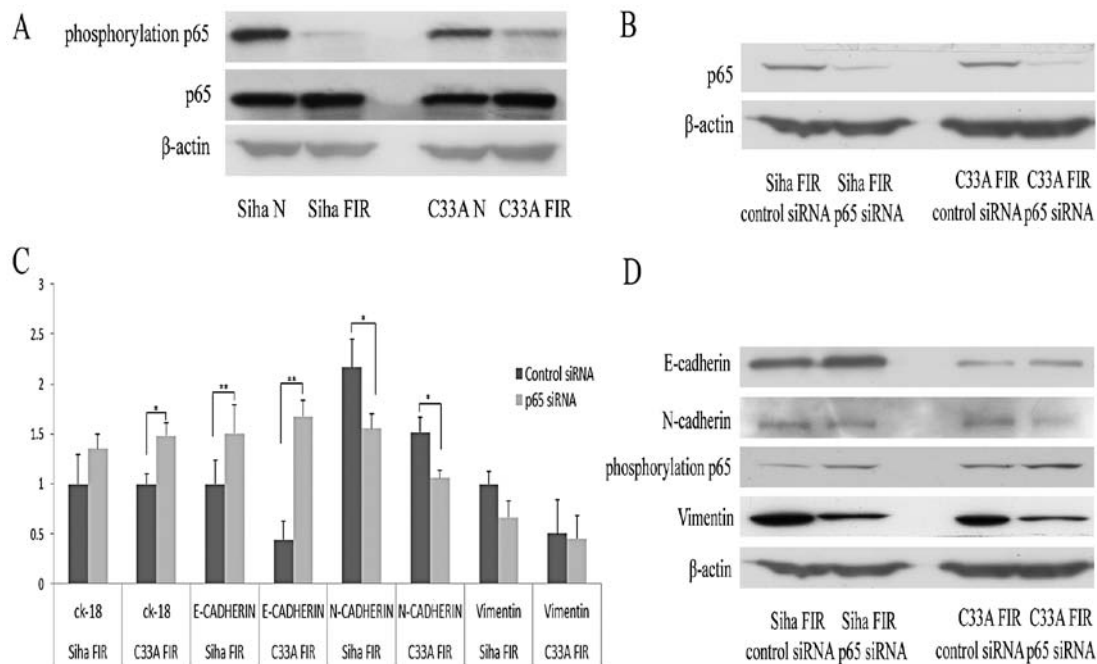 A
phosphorylation p65
p65
β-actin
Siha N Siha FIR C33A N C33A FIR
B
p65
β-actin
Siha FIR Siha FIR C33A FIR C33A FIR
control siRNA p65 siRNA control siRNA p65 siRNA
C
3
2.5
2
1.5
1
0.5
0
* ** ** * *
Control siRNA
p65 siRNA
ck-18 ck-18 E-CADHERIN E-CADHERIN N-CADHERIN N-CADHERIN Vimentin Vimentin
Siha FIR C33A FIR Siha FIR C33A FIR Siha FIR C33A FIR Siha FIR C33A FIR
D
E-cadherin
N-cadherin
phosphorylation p65
Vimentin
β-actin
Siha FIR Siha FIR C33A FIR C33A FIR
control siRNA p65 siRNA control siRNA p65 siRNA